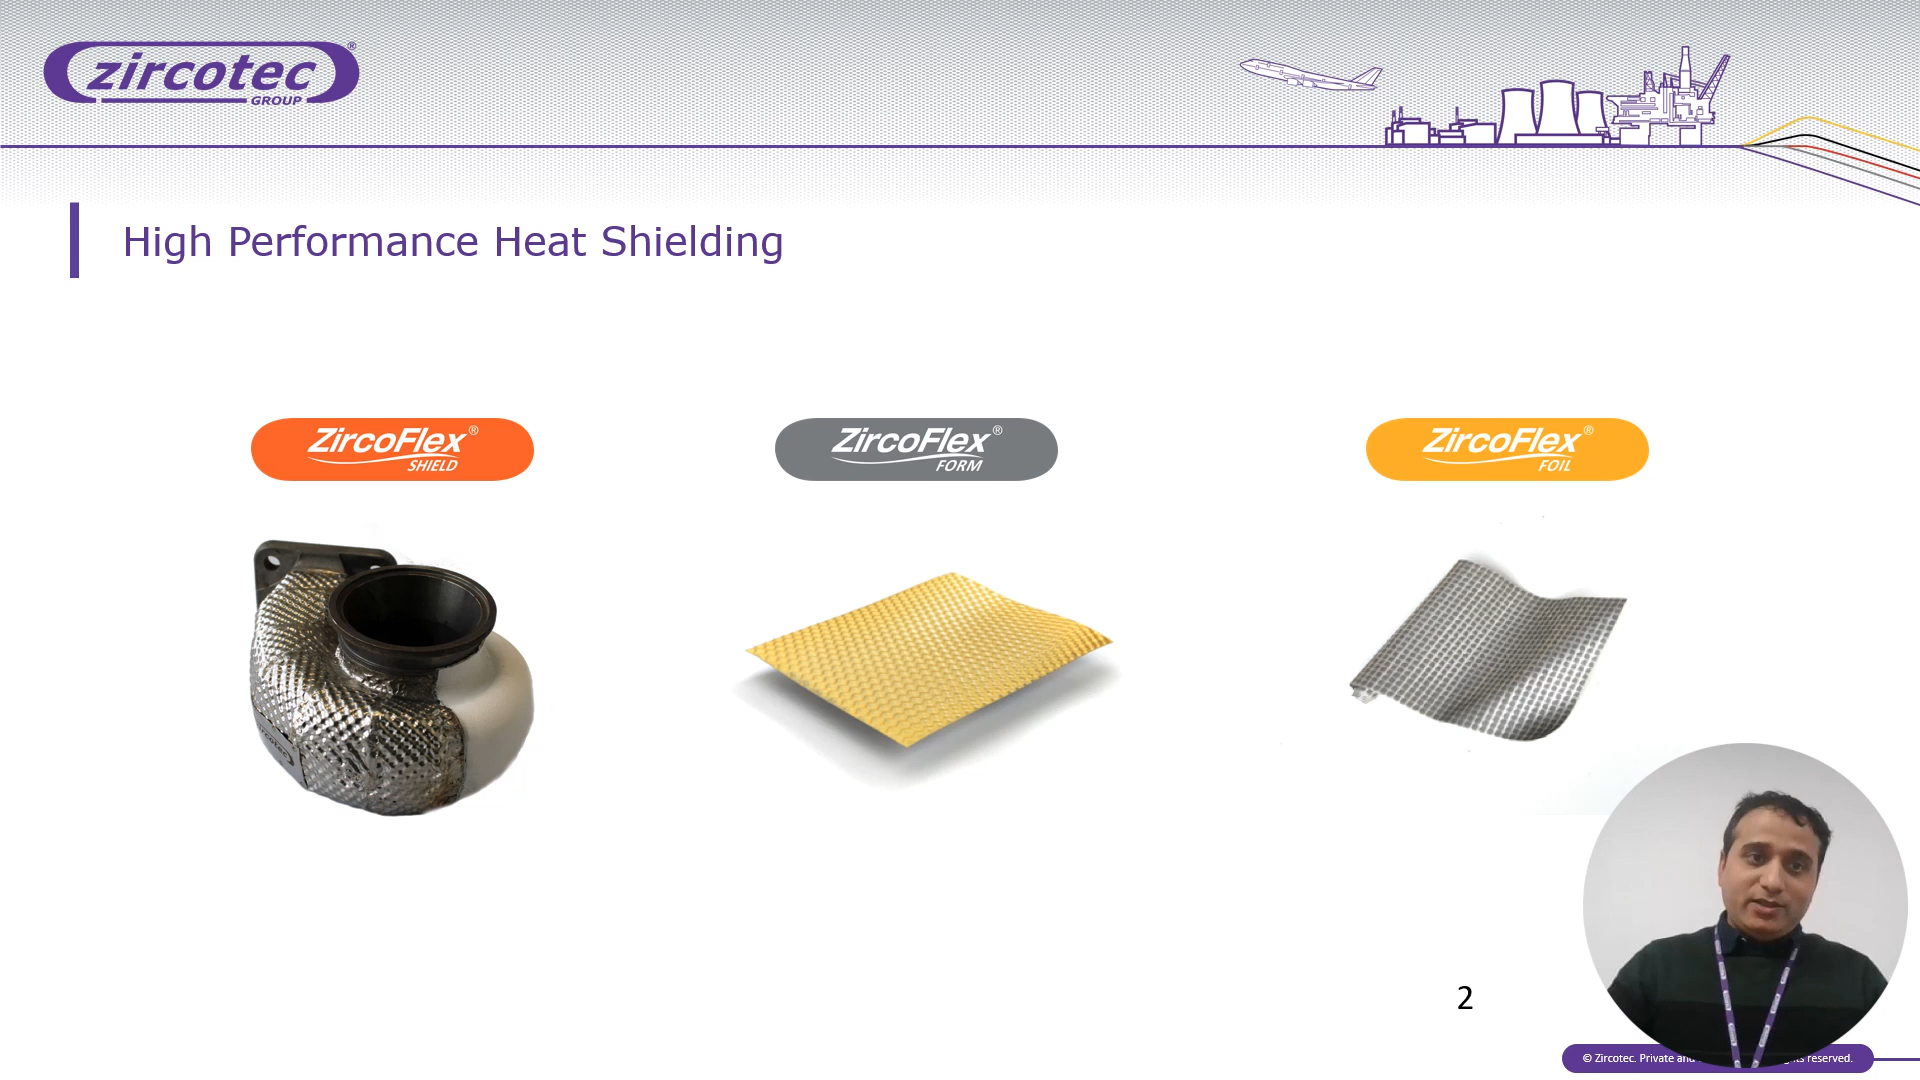 zircotec®
GROUP
High Performance Heat Shielding
ZircoFlex®
SHIELD
ZircoFlex®
FORM
ZircoFlex®
FOIL
2
© Zircotec. Private and reserved.